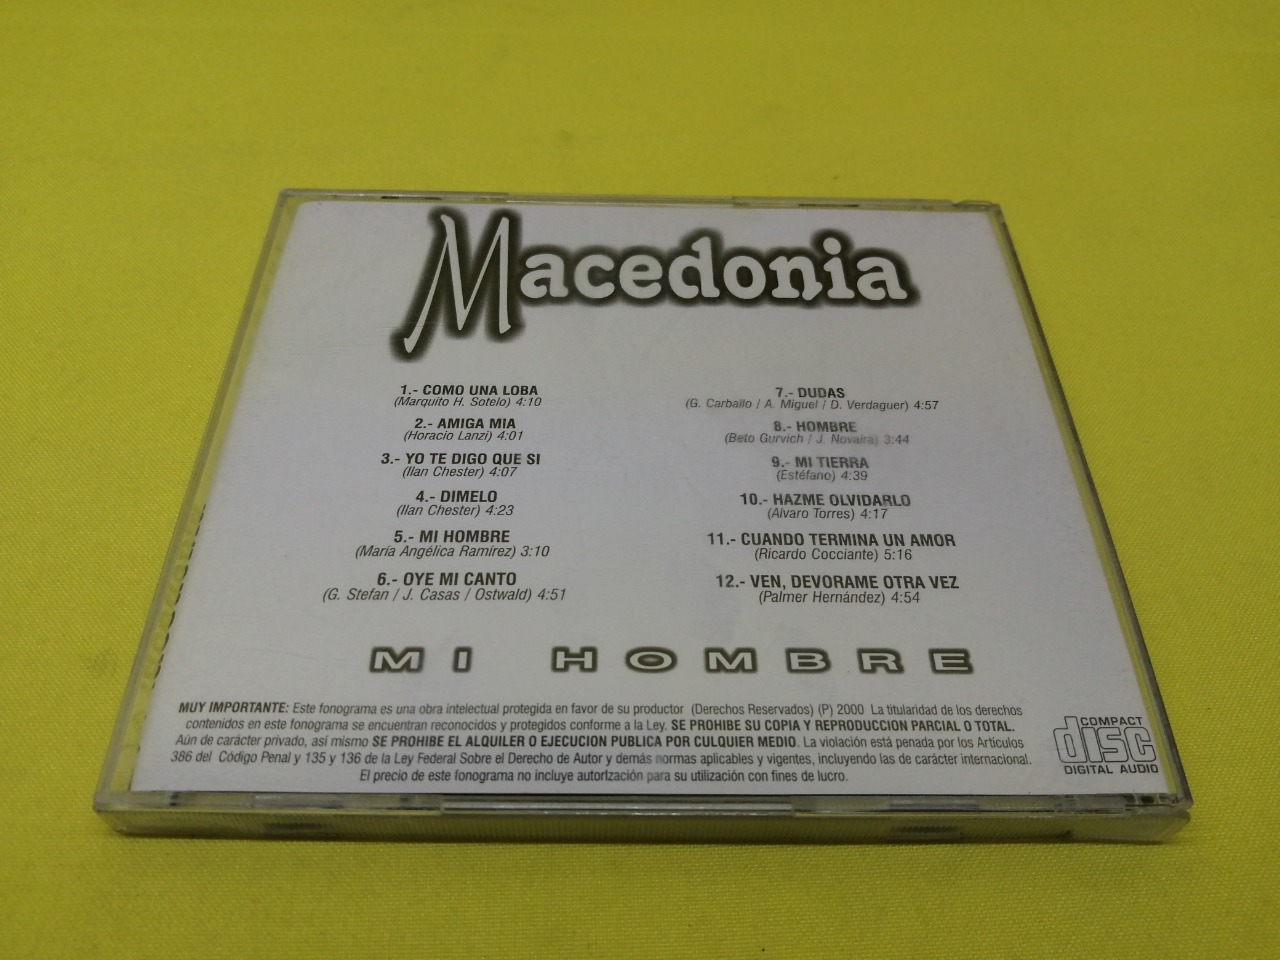 Macedonia
1.- COMO UNA LOBA
(Marquito H. Sotelo) 4:10
2.- AMIGA MIA
(Horacio Lanzi) 4:01
3.- YO TE DIGO QUE SI
(Ilan Chester) 4:07
4.- DIMELO
(Ilan Chester) 4:23
5.- MI HOMBRE
(María Angélica Ramírez) 3:10
6.- OYE MI CANTO
(G. Stefan / J. Casas / Ostwald) 4:51
7.- DUDAS
(G. Carballo / A. Miguel / D. Verdaguer) 4:57
8.- HOMBRE
(Beto Gurvich / J. Novaira) 3:44
9.- MI TIERRA
(Estéfano) 4:39
10.- HAZME OLVIDARLO
(Alvaro Torres) 4:17
11.- CUANDO TERMINA UN AMOR
(Ricardo Cocciante) 5:16
12.- VEN, DEVORAME OTRA VEZ
(Palmer Hernández) 4:54
MI HOMBRE
MUY IMPORTANTE: Este fonograma es una obra intelectual protegida en favor de su productor (Derechos Reservados) (P) 2000 La titularidad de los derechos
contenidos en este fonograma se encuentran reconocidos y protegidos conforme a la Ley. SE PROHIBE SU COPIA Y REPRODUCCION PARCIAL O TOTAL.
Aún de carácter privado, así mismo SE PROHIBE EL ALQUILER O EJECUCION PUBLICA POR CULQUIER MEDIO. La violación está penada por los Artículos
386 del Código Penal y 135 y 136 de la Ley Federal Sobre el Derecho de Autor y demás normas aplicables y vigentes, incluyendo las de carácter internacional.
El precio de este fonograma no incluye autorIzación para su utilización con fines de lucro.
COMPACT
disc
DIGITAL AUDIO